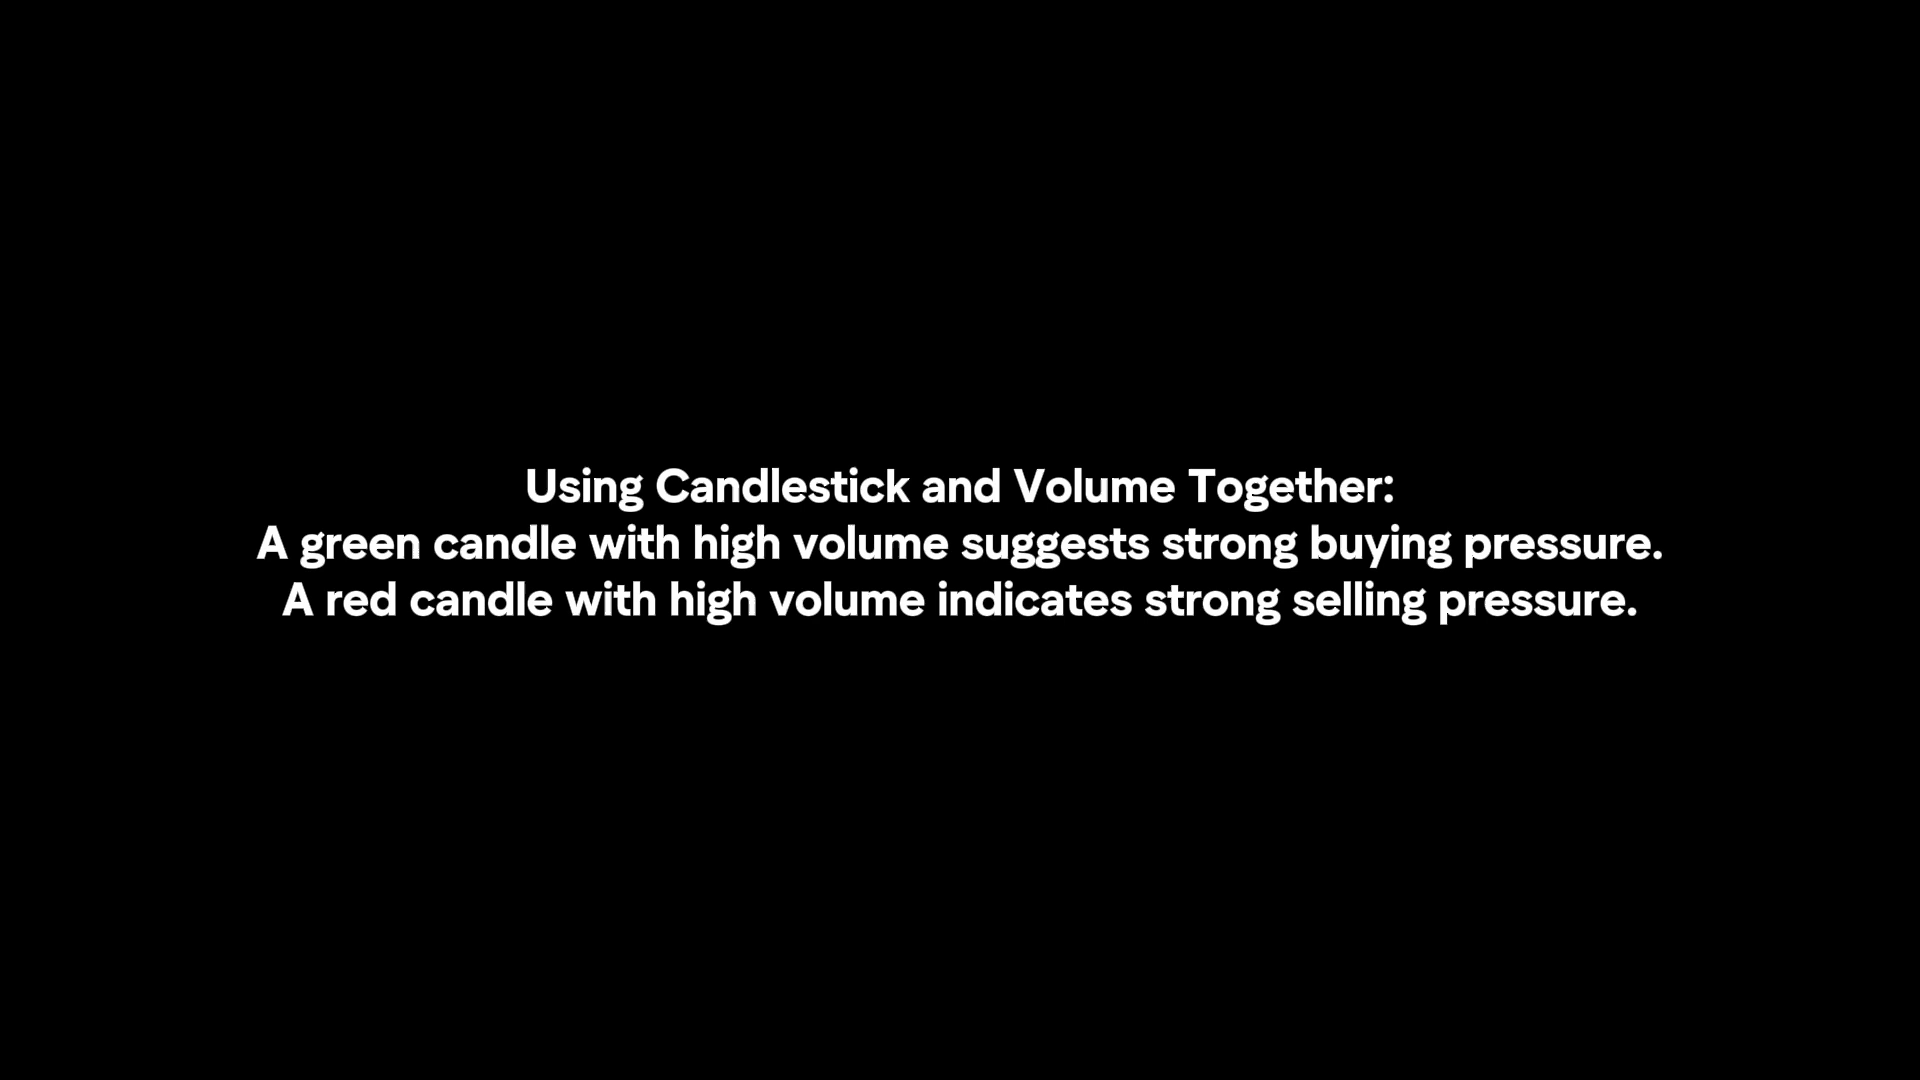 Using Candlestick and Volume Together:
A green candle with high volume suggests strong buying pressure.
A red candle with high volume indicates strong selling pressure.